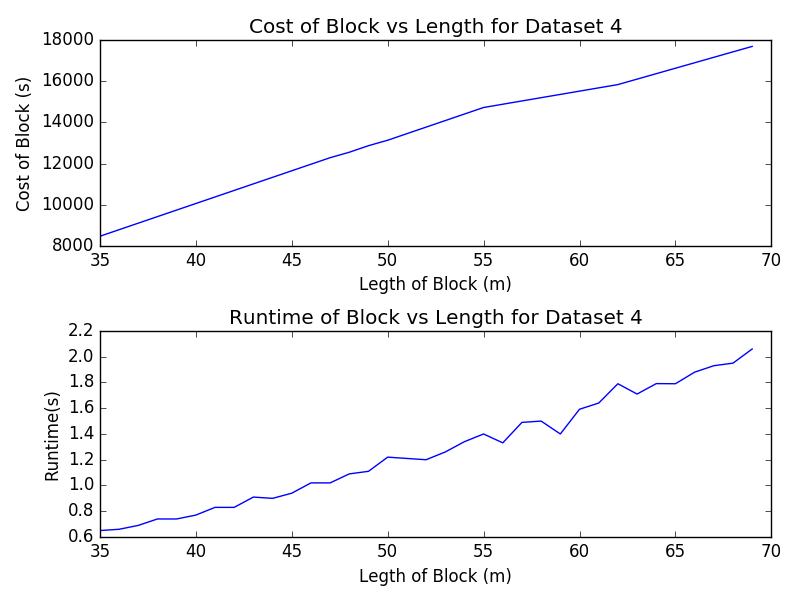 Cost of Block vs Length for Dataset 4
18000
16000
14000
12000
10000
8000
Cost of Block (s)
35 40 45 50 55 60 65 70
Legth of Block (m)
Runtime of Block vs Length for Dataset 4
2.2
2.0
1.8
1.6
1.4
1.2
1.0
0.8
0.6
Runtime(s)
35 40 45 50 55 60 65 70
Legth of Block (m)